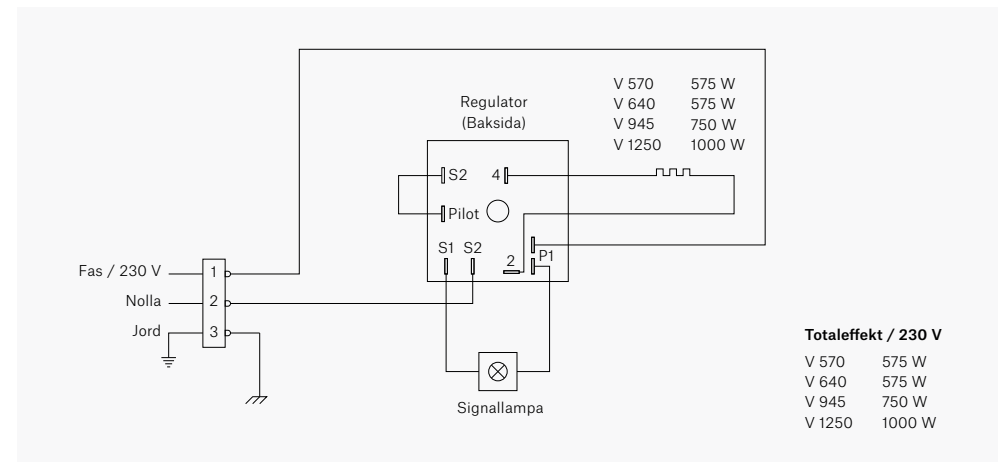 V 570 575 W
V 640 575 W
V 945 750 W
V 1250 1000 W
Regulator
(Baksida)
S2 4
Pilot
S1 S2
2 P1
Fas / 230 V 1
Nolla 2
Jord 3
Signallampa
Totaleffekt / 230 V
V 570 575 W
V 640 575 W
V 945 750 W
V 1250 1000 W